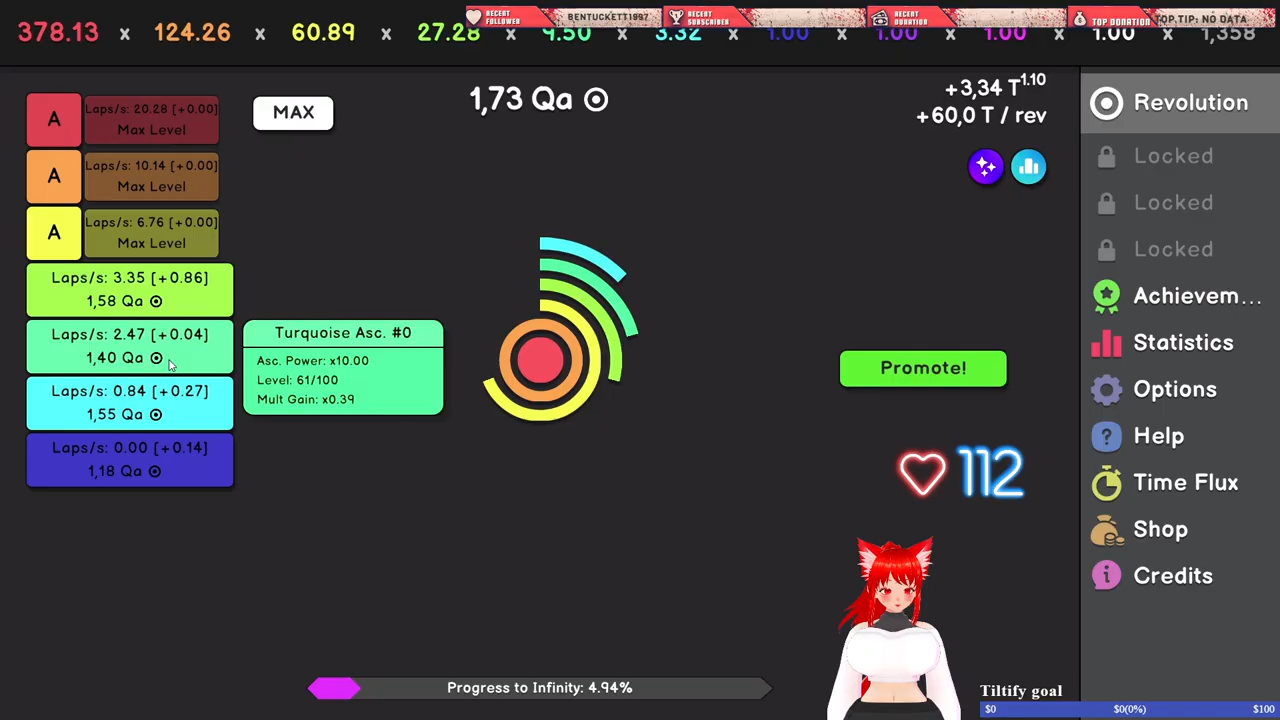 RECENT FOLLOWER
BENTUCKETT1997
RECENT SUBSCRIBER
RECENT DONATION
TOP DONATION
TOP TIP: NO DATA
378.13 x 124.26 x 60.89 x 27.28 x 9.50 x 3.32 x 1.00 x 1.00 x 1.00 x 1.00 x 1,358
A
Laps/s: 20.28 [+0.00]
Max Level
MAX
1,73 Qa
+3,34 T1.10
+60,0 T / rev
A
Laps/s: 10.14 [+0.00]
Max Level
A
Laps/s: 6.76 [+0.00]
Max Level
Laps/s: 3.35 [+0.86]
1,58 Qa
Laps/s: 2.47 [+0.04]
1,40 Qa
Laps/s: 0.84 [+0.27]
1,55 Qa
Laps/s: 0.00 [+0.14]
1,18 Qa
Turquoise Asc. #0
Asc. Power: x10.00
Level: 61/100
Mult Gain: x0.39
Promote!
112
Progress to Infinity: 4.94%
Revolution
Locked
Locked
Locked
Achievem...
Statistics
Options
Help
Time Flux
Shop
Credits
Tiltify goal
$0
$0(0%)
$100